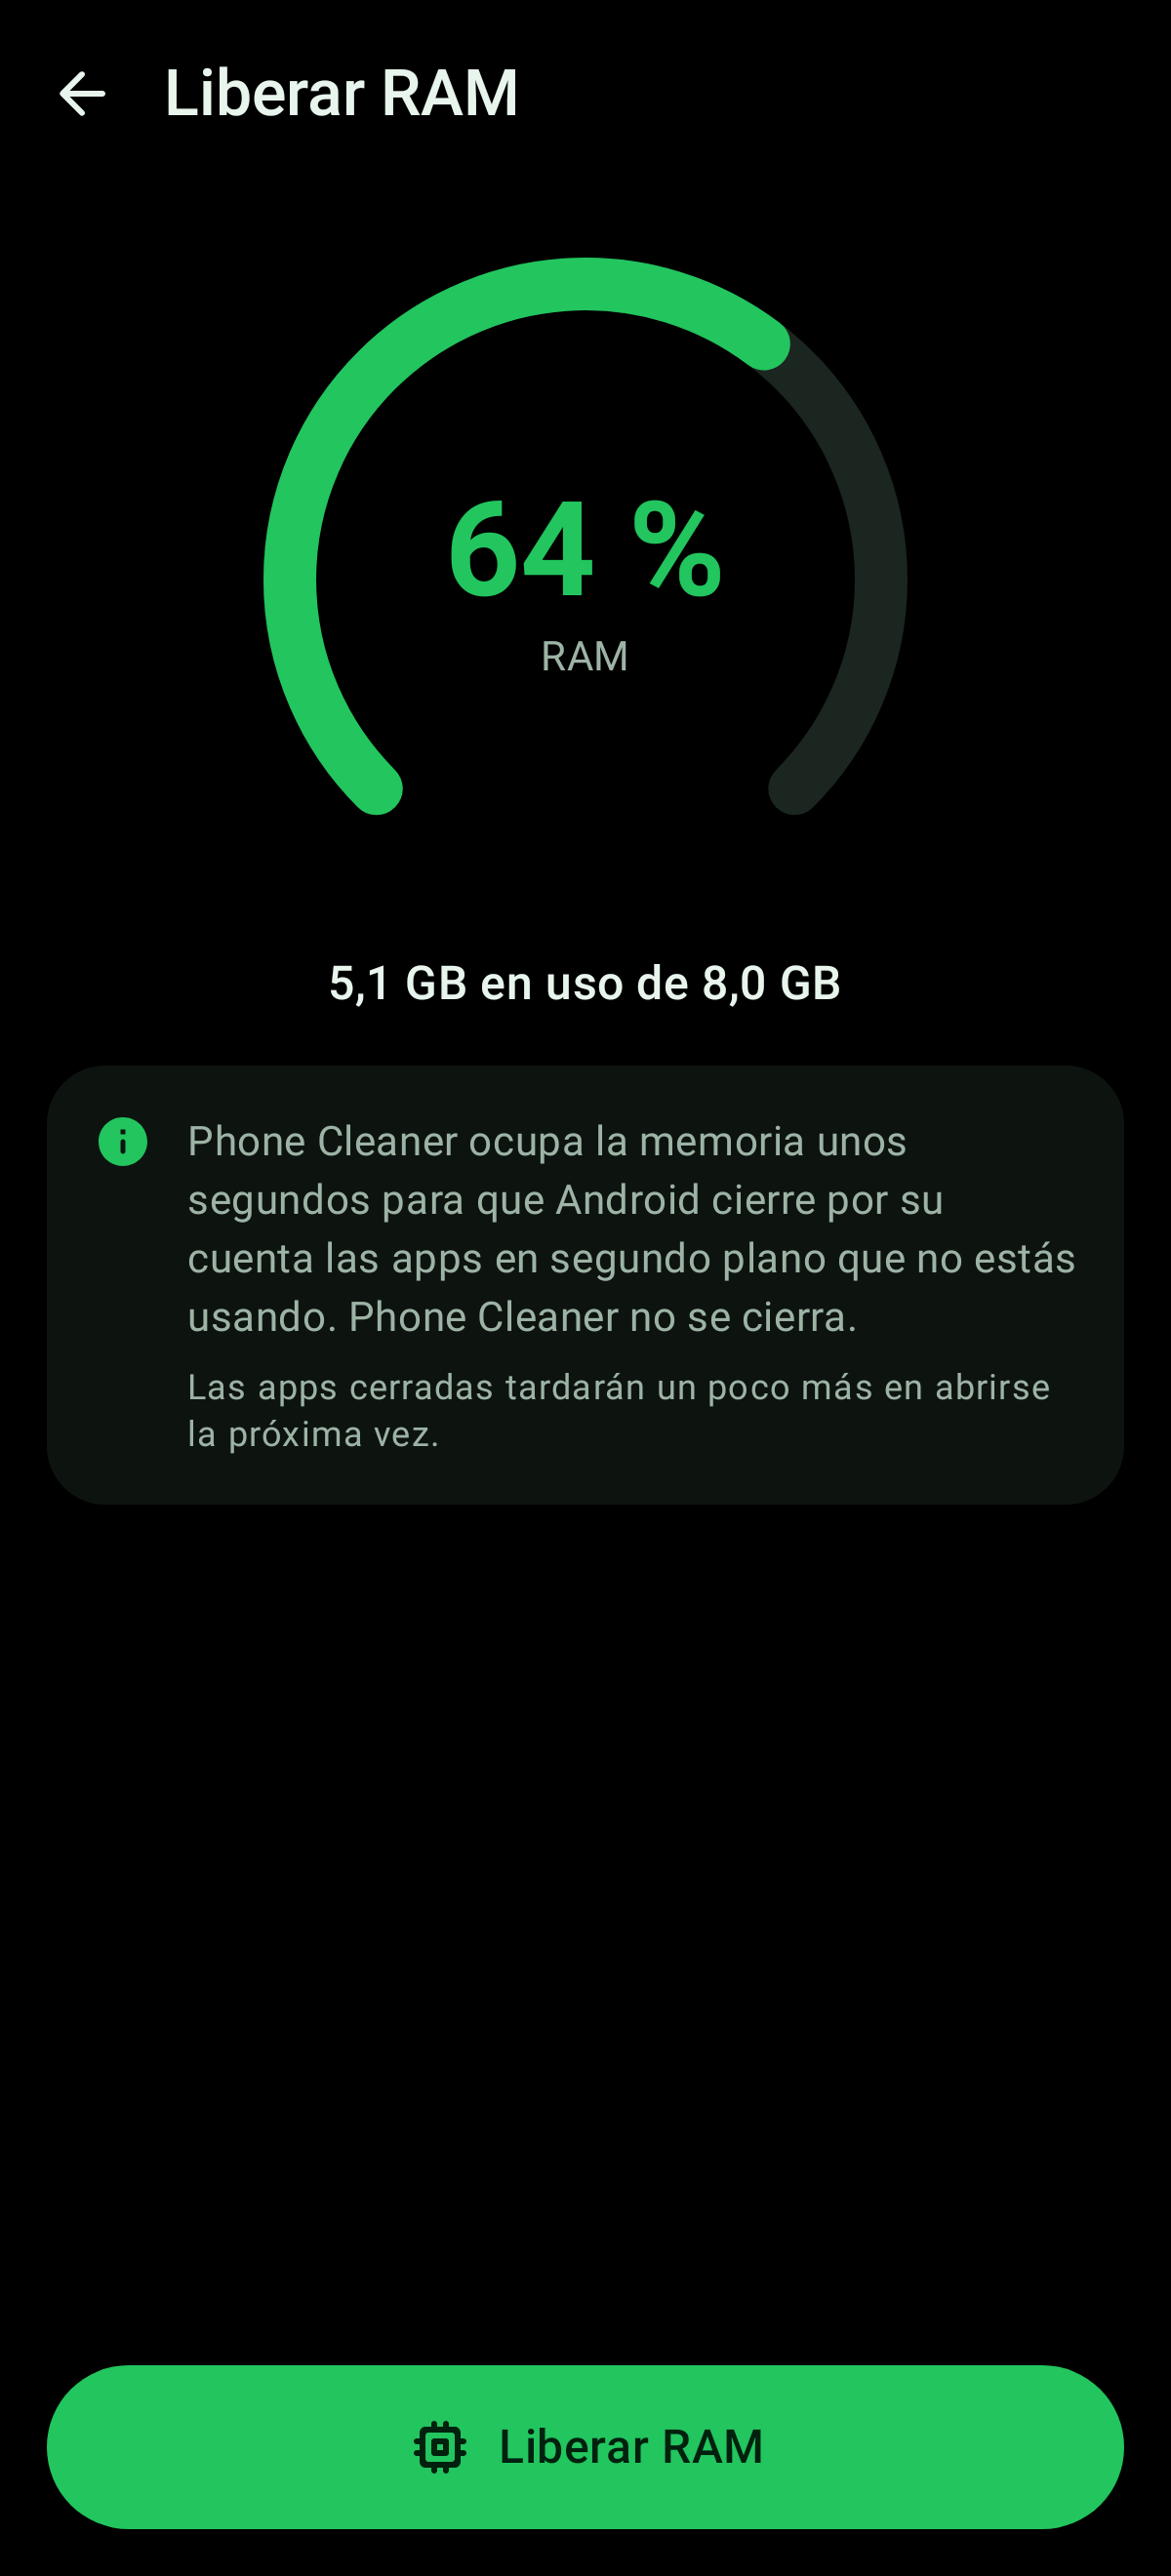 Liberar RAM
64 %
RAM
5,1 GB en uso de 8,0 GB
Phone Cleaner ocupa la memoria unos
segundos para que Android cierre por su
cuenta las apps en segundo plano que no estás
usando. Phone Cleaner no se cierra.
Las apps cerradas tardarán un poco más en abrirse
la próxima vez.
Liberar RAM